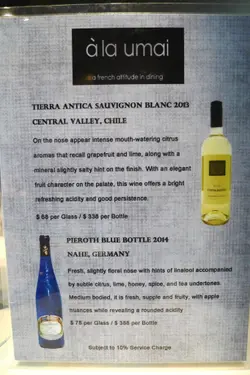 à la umai
a french attitude in dining
TIERRA ANTICA SAUVIGNON BLANC 2013
CENTRAL VALLEY, CHILE
On the nose appear intense mouth-watering citrus
aromas that recall grapefruit and lime, along with a
mineral slightly salty hint on the finish. With an elegant
fruit character on the palate, this wine offers a bright
refreshing acidity and good persistence.
$ 68 per Glass / $ 338 per Bottle
PIEROTH BLUE BOTTLE 2014
NAHE, GERMANY
Fresh, slightly floral nose with hints of linalool accompanied
by subtle citrus, lime, honey, spice, and tea undertones.
Medium bodied, it is fresh, supple and fruity, with apple
nuances while revealing a rounded acidity.
$ 78 per Glass / $ 388 per Bottle
Subject to 10% Service Charge